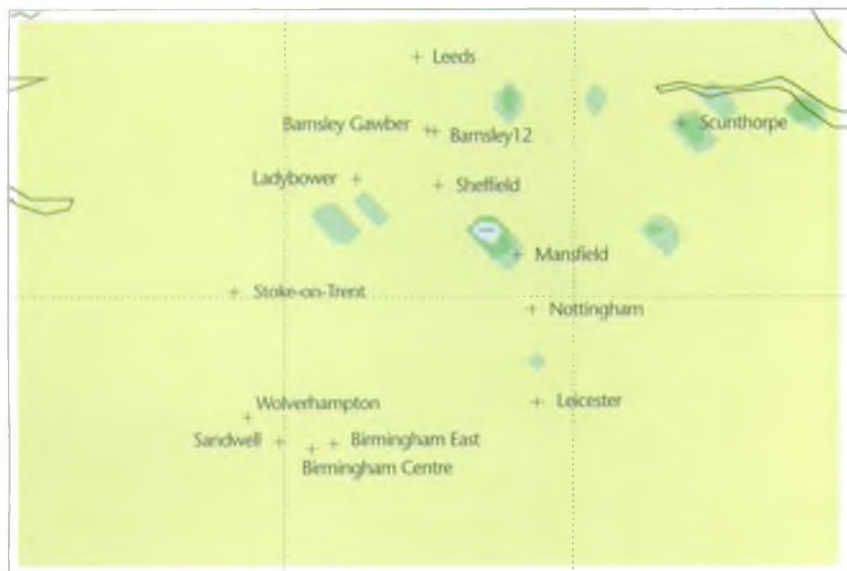 Leeds
Barnsley Gawber
Barnsley12
Scunthorpe
Ladybower
Sheffield
Mansfield
Stoke-on-Trent
Nottingham
Wolverhampton
Leicester
Sandwell
Birmingham East
Birmingham Centre